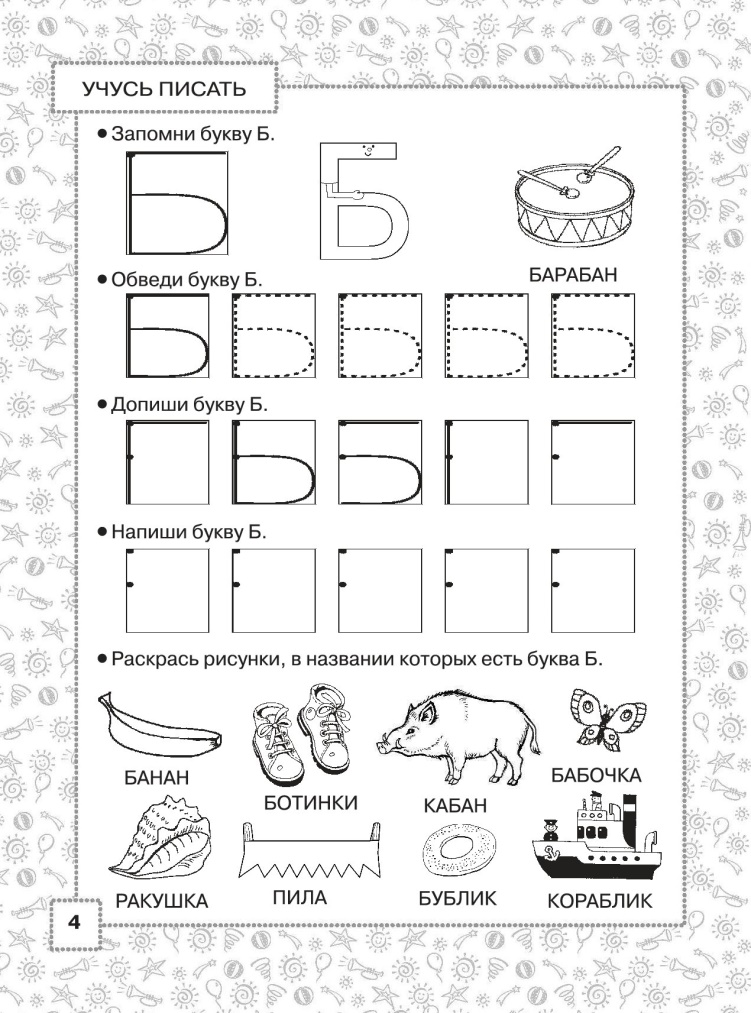 УЧУСЬ ПИСАТЬ
• Запомни букву Б.
Б
Б
БАРАБАН
• Обведи букву Б.
Б Б Б Б Б
• Допиши букву Б.
Б Б
• Напиши букву Б.
• Раскрась рисунки, в названии которых есть буква Б.
БАНАН
БОТИНКИ
КАБАН
БАБОЧКА
РАКУШКА
ПИЛА
БУБЛИК
КОРАБЛИК
4